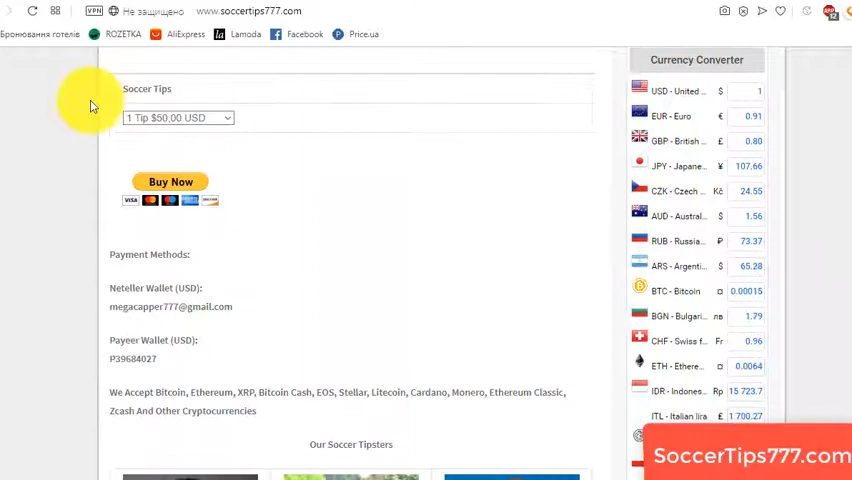 VPN Не защищено www.soccertips777.com
12
Бронювання готелів ROZETKA AliExpress Lamoda Facebook Price.ua
Soccer Tips
1 Tip $50,00 USD
Buy Now
VISA
Payment Methods:
Neteller Wallet (USD):
megacapper777@gmail.com
Payeer Wallet (USD):
P39684027
We Accept Bitcoin, Ethereum, XRP, Bitcoin Cash, EOS, Stellar, Litecoin, Cardano, Monero, Ethereum Classic,
Zcash And Other Cryptocurrencies
Our Soccer Tipsters
Currency Converter
USD - United ... $ 1
EUR - Euro € 0.91
GBP - British ... £ 0.80
JPY - Japane... ¥ 107.66
CZK - Czech ... Kč 24.55
AUD - Austral... $ 1.56
RUB - Russia... ₽ 73.37
ARS - Argenti... $ 65.28
BTC - Bitcoin ¤ 0.00015
BGN - Bulgari... лв 1.79
CHF - Swiss f... Fr 0.96
ETH - Ethere... ¤ 0.0064
IDR - Indones... Rp 15 723.7
ITL - Italian lira £ 1 700.27
SoccerTips777.com